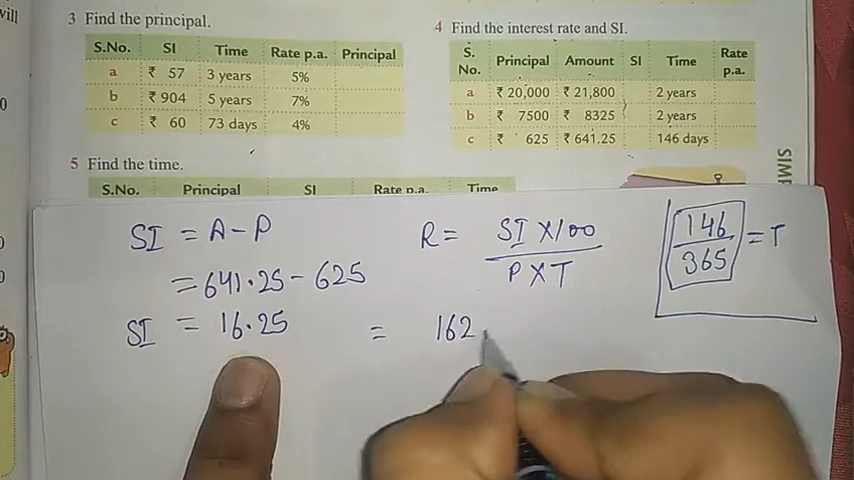 will
3 Find the principal.
S.No. SI Time Rate p.a. Principal
a ₹ 57 3 years 5%
b ₹ 904 5 years 7%
c ₹ 60 73 days 4%
4 Find the interest rate and SI.
S. No. Principal Amount SI Time Rate p.a.
a ₹ 20,000 ₹ 21,800 2 years
b ₹ 7500 ₹ 8325 2 years
c ₹ 625 ₹ 641.25 146 days
5 Find the time.
S.No. Principal SI Rate p.a. Time
SI = A - P
= 641.25 - 625
SI = 16.25
R = SI X 100
P X T
= 162
146
365
= T